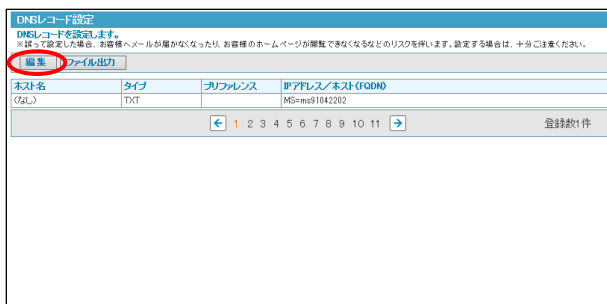 DNSレコード設定
DNSレコードを設定します。
※誤って設定した場合、お客様へメールが届かなくなったり、お客様のホームページが閲覧できなくなるなどのリスクを伴います。設定する場合は、十分ご注意ください。
編集 ファイル出力
ホスト名 タイプ プリファレンス IPアドレス／ホスト(FQDN)
(なし) TXT MS=ms91042202
← 1 2 3 4 5 6 7 8 9 10 11 → 登録数1件